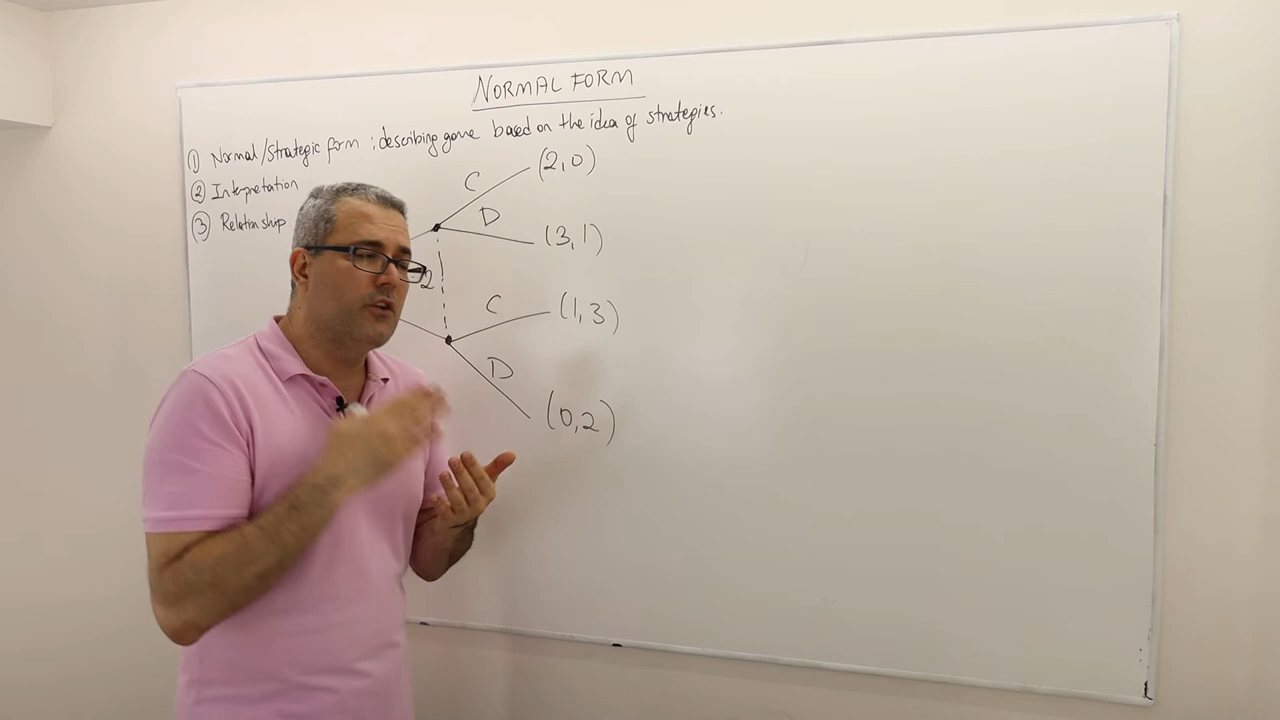 NORMAL FORM
① Normal/Strategic form : describing game based on the idea of strategies.
② Interpretation
③ Relationship
C (2,0)
D (3,1)
2
C (1,3)
D (0,2)